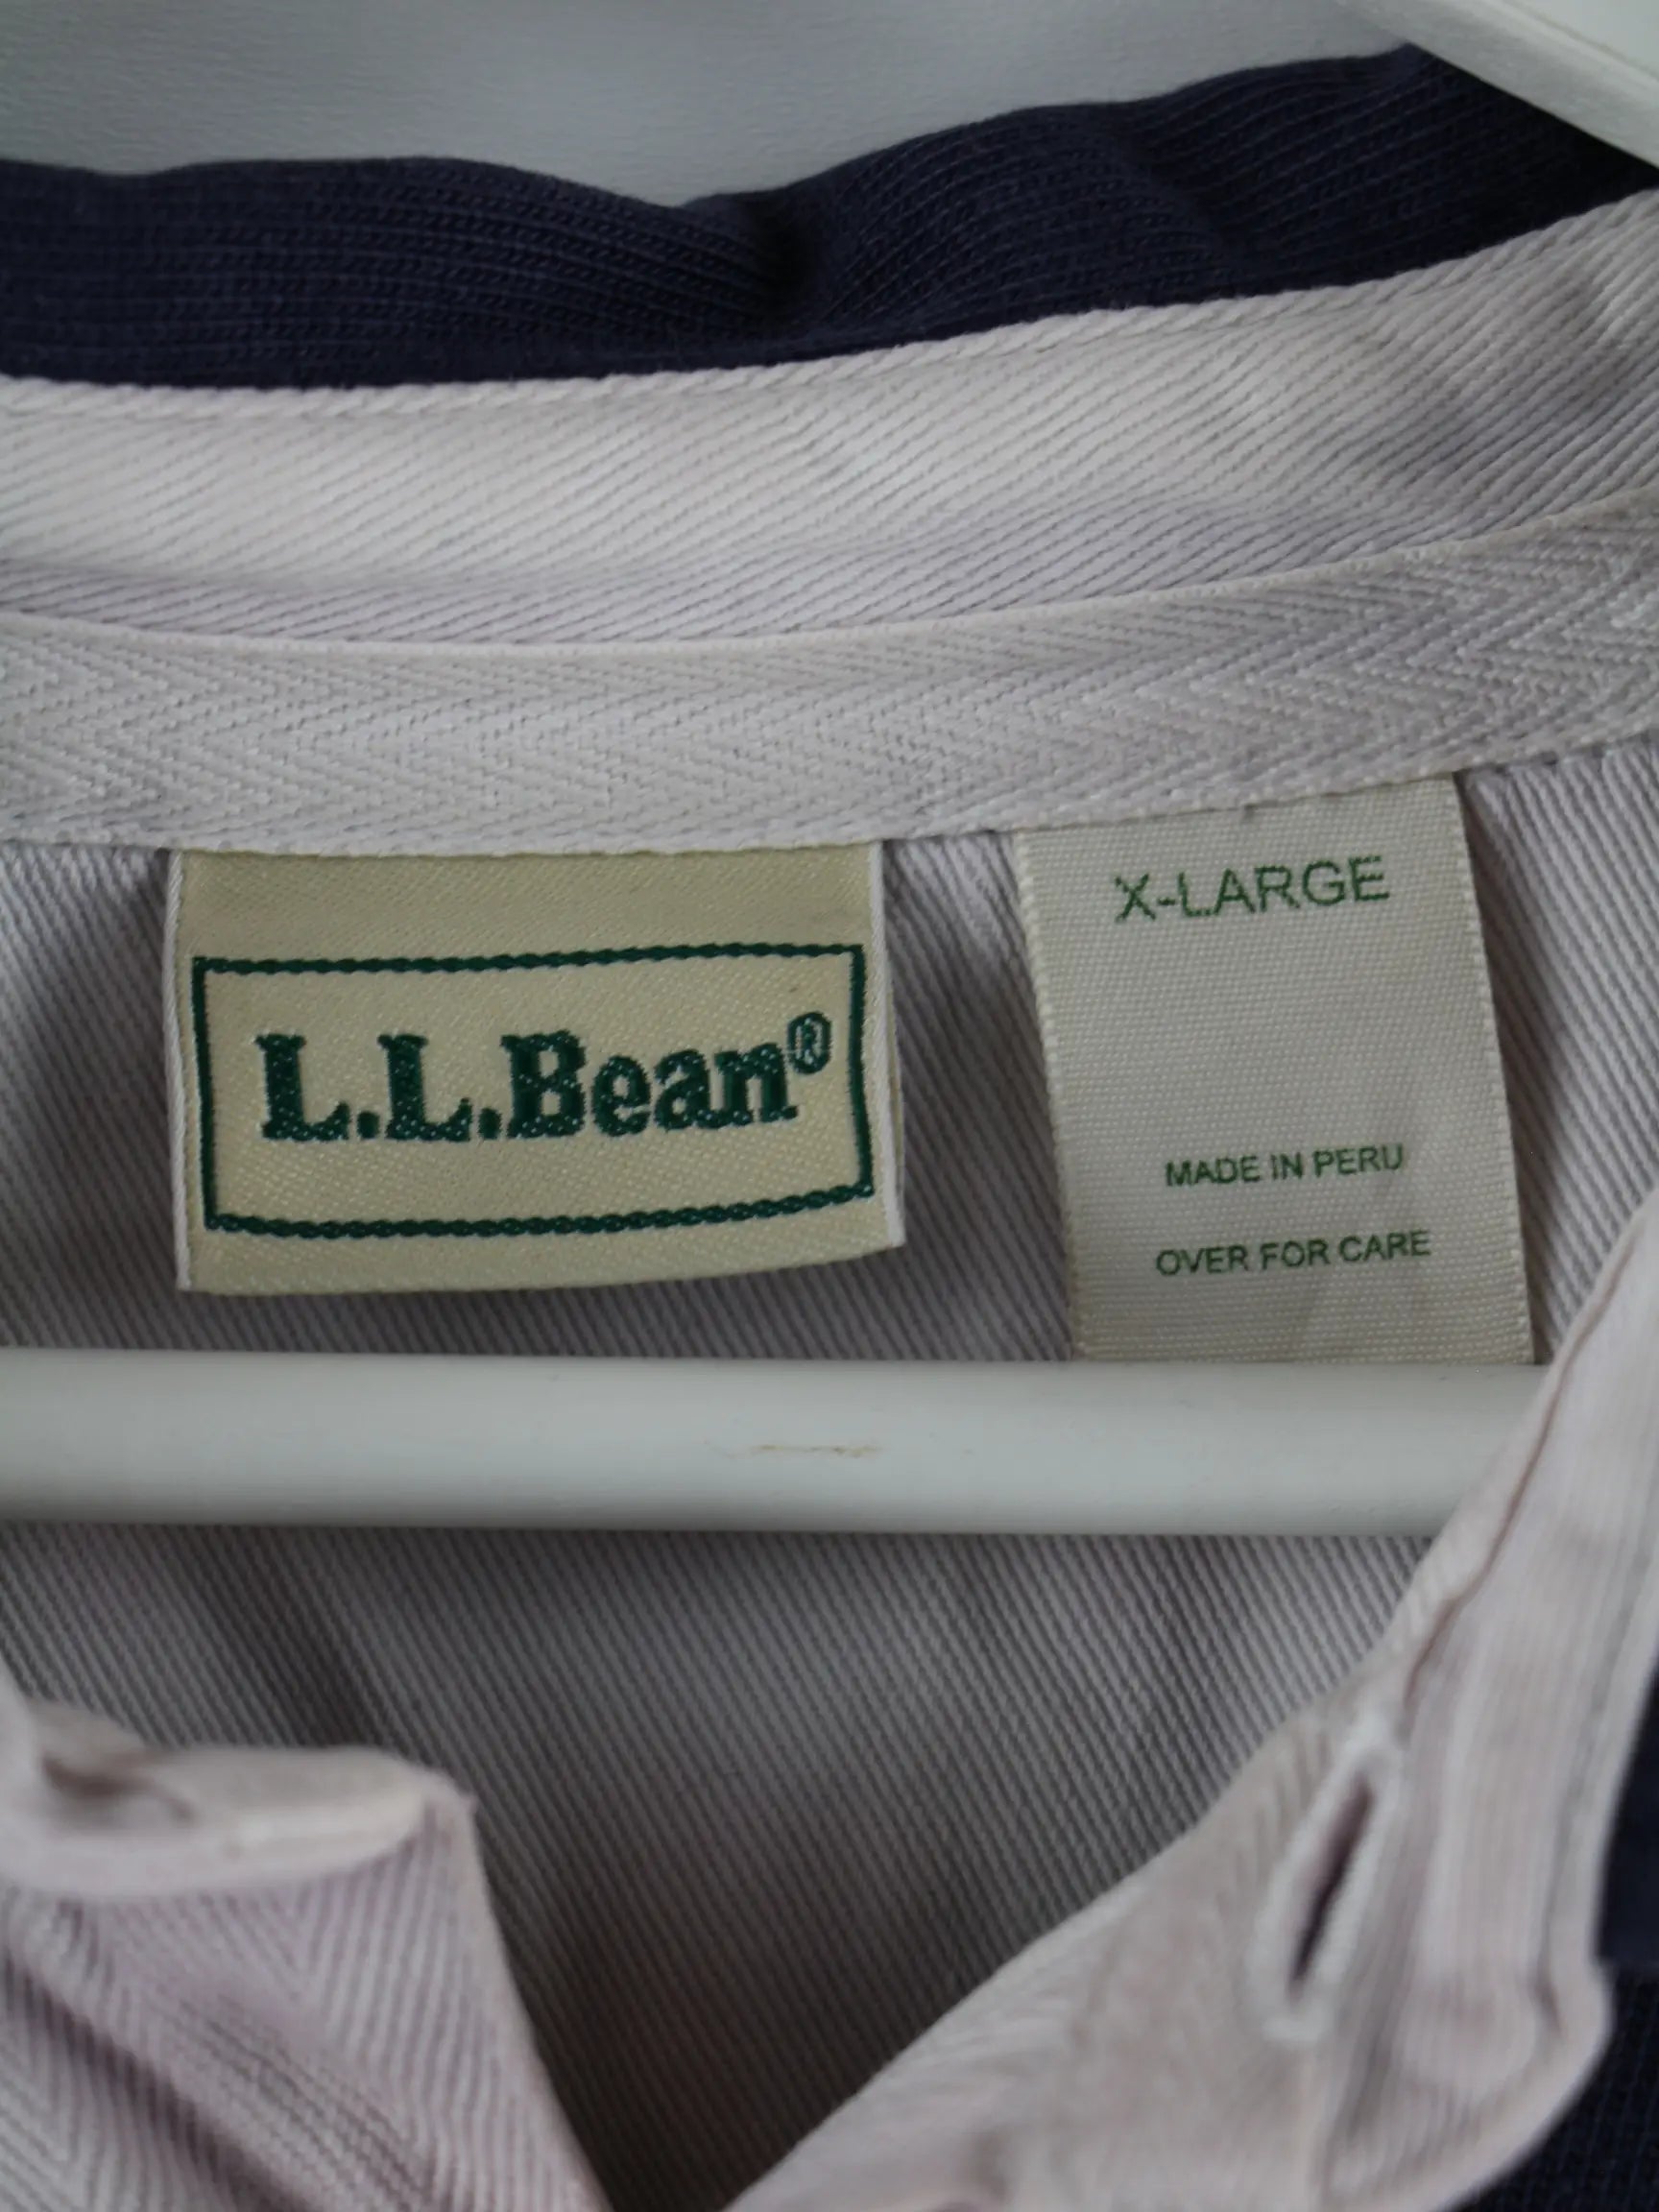 L.L.Bean®
X-LARGE
MADE IN PERU
OVER FOR CARE